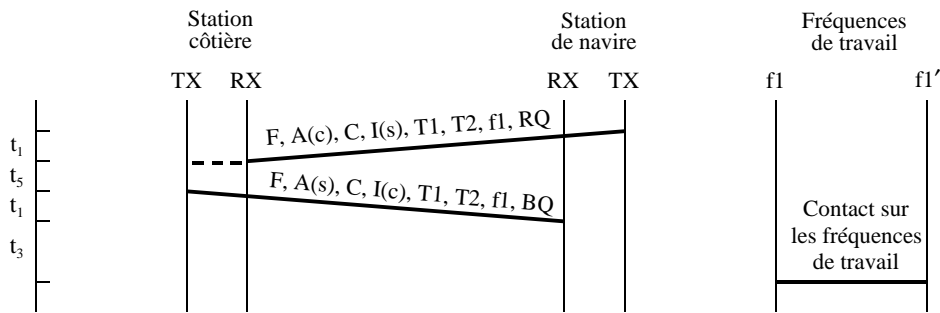 Station
côtière
Station
de navire
Fréquences
de travail
TX RX
RX TX
f1
f1′
F, A(c), C, I(s), T1, T2, f1, RQ
t1
t5
F, A(s), C, I(c), T1, T2, f1, BQ
t1
t3
Contact sur
les fréquences
de travail